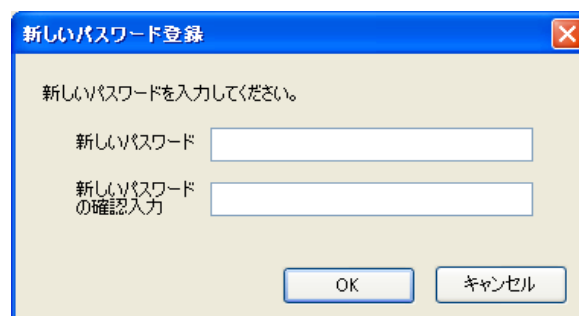 新しいパスワード登録
新しいパスワードを入力してください。
新しいパスワード
新しいパスワード
の確認入力
OK
キャンセル